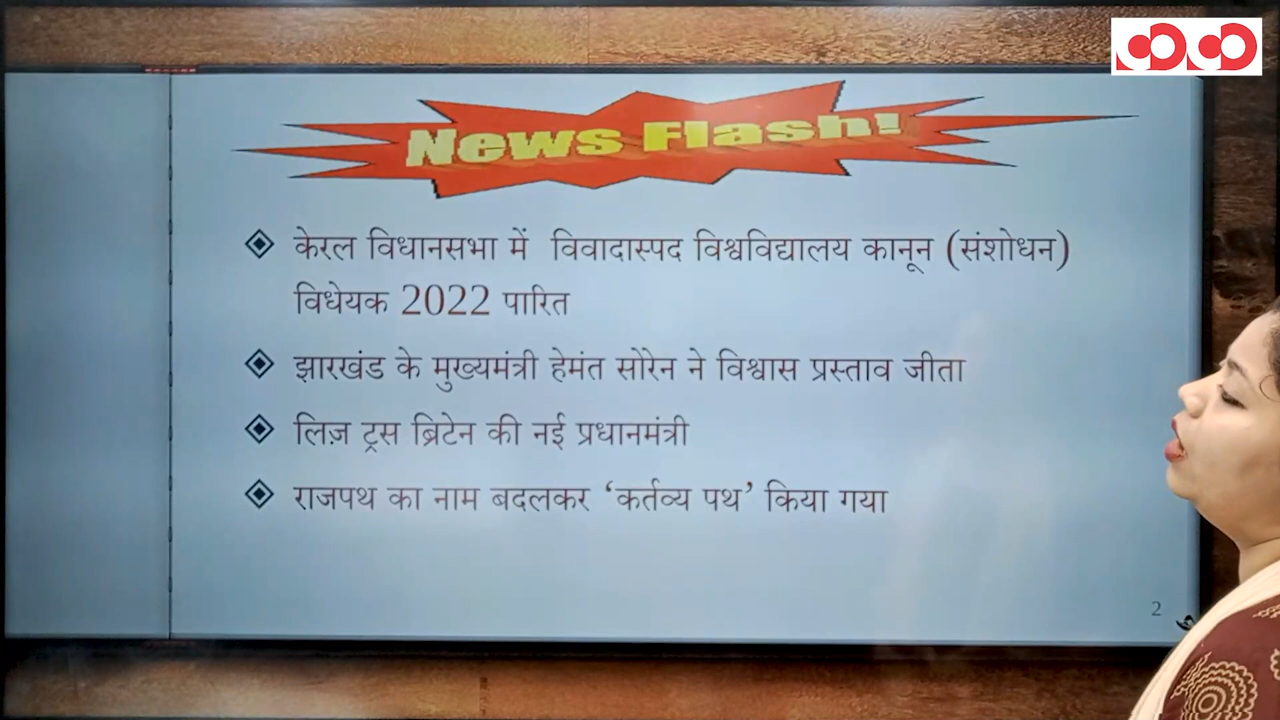 News Flash!
केरल विधानसभा में विवादास्पद विश्वविद्यालय कानून (संशोधन)
विधेयक 2022 पारित
झारखंड के मुख्यमंत्री हेमंत सोरेन ने विश्वास प्रस्ताव जीता
लिज़ ट्रस ब्रिटेन की नई प्रधानमंत्री
राजपथ का नाम बदलकर ‘कर्तव्य पथ’ किया गया
2